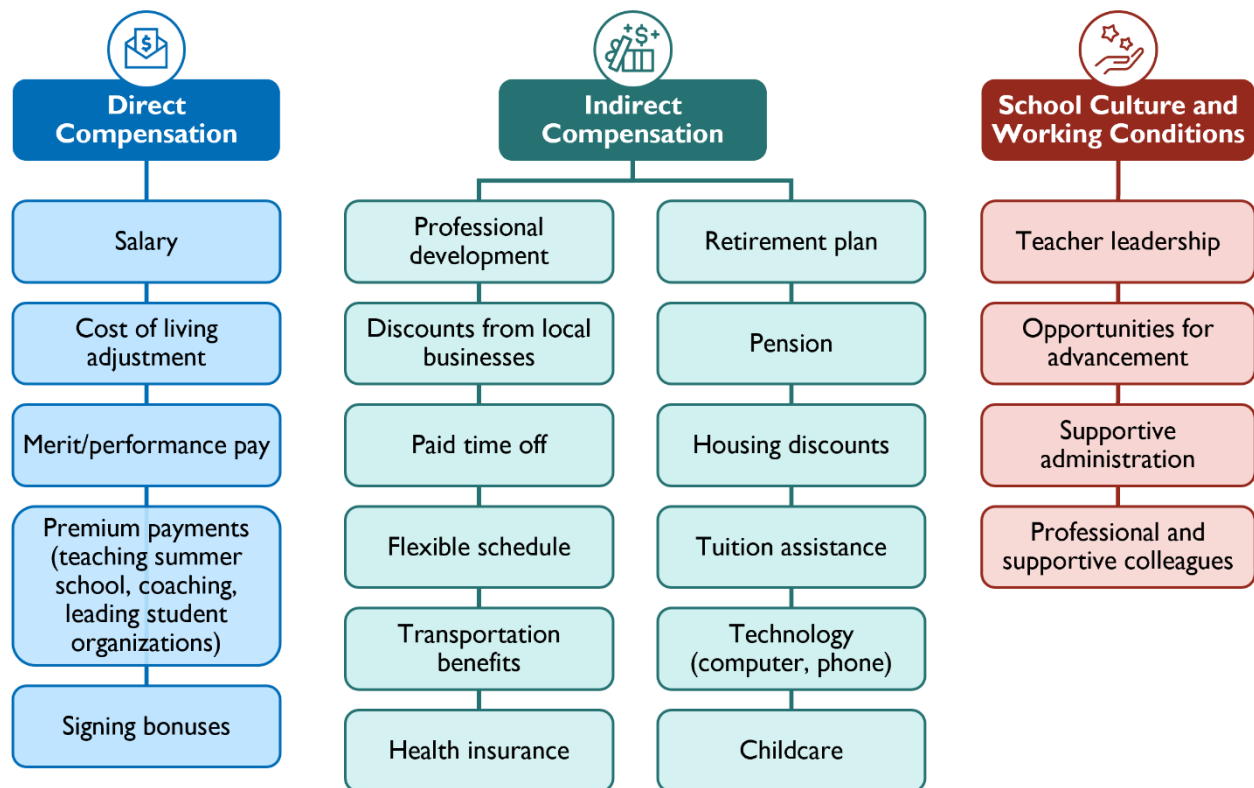 $
Direct
Compensation
Salary
Cost of living
adjustment
Merit/performance pay
Premium payments
(teaching summer
school, coaching,
leading student
organizations)
Signing bonuses
+$+
Indirect
Compensation
Professional
development
Discounts from local
businesses
Paid time off
Flexible schedule
Transportation
benefits
Health insurance
Retirement plan
Pension
Housing discounts
Tuition assistance
Technology
(computer, phone)
Childcare
School Culture and
Working Conditions
Teacher leadership
Opportunities for
advancement
Supportive
administration
Professional and
supportive colleagues